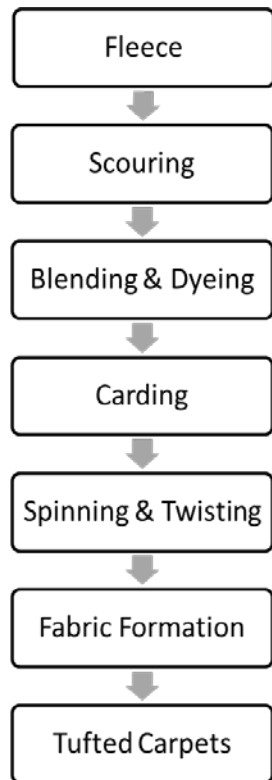 Fleece
Scouring
Blending & Dyeing
Carding
Spinning & Twisting
Fabric Formation
Tufted Carpets